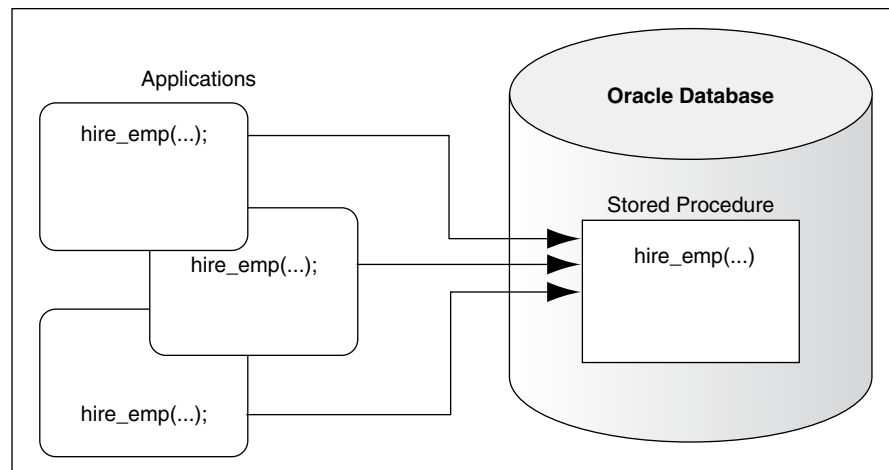 Applications
hire_emp(...);
hire_emp(...);
hire_emp(...);
Oracle Database
Stored Procedure
hire_emp(...)